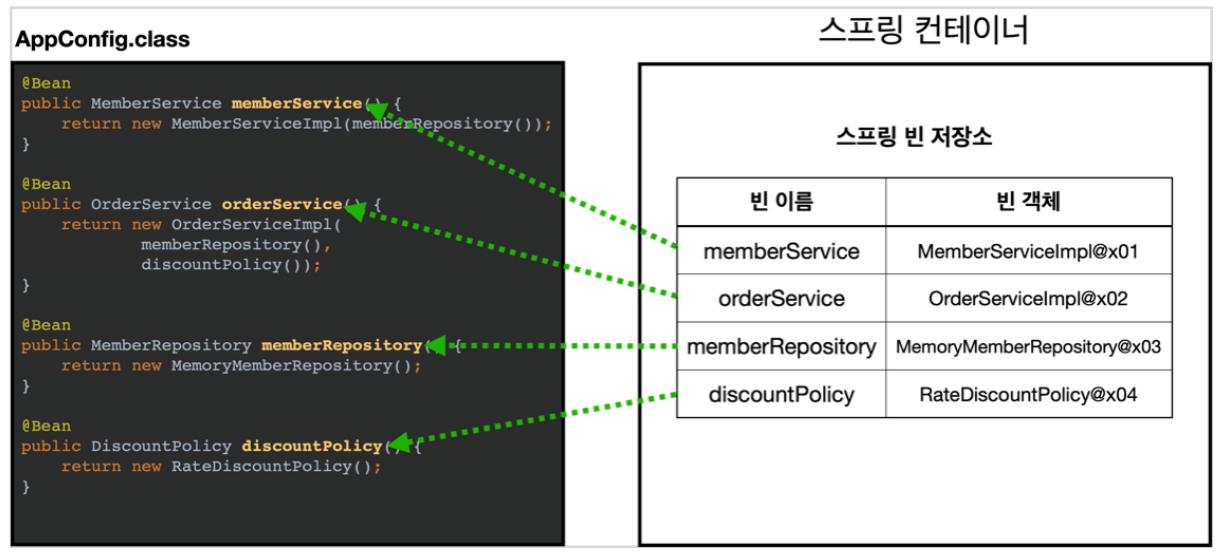 AppConfig.class
@Bean
public MemberService memberService() {
return new MemberServiceImpl(memberRepository());
}
@Bean
public OrderService orderService() {
return new OrderServiceImpl(
memberRepository(),
discountPolicy());
}
@Bean
public MemberRepository memberRepository() {
return new MemoryMemberRepository();
}
@Bean
public DiscountPolicy discountPolicy() {
return new RateDiscountPolicy();
}
스프링 컨테이너
스프링 빈 저장소
빈 이름 빈 객체
memberService MemberServiceImpl@x01
orderService OrderServiceImpl@x02
memberRepository MemoryMemberRepository@x03
discountPolicy RateDiscountPolicy@x04